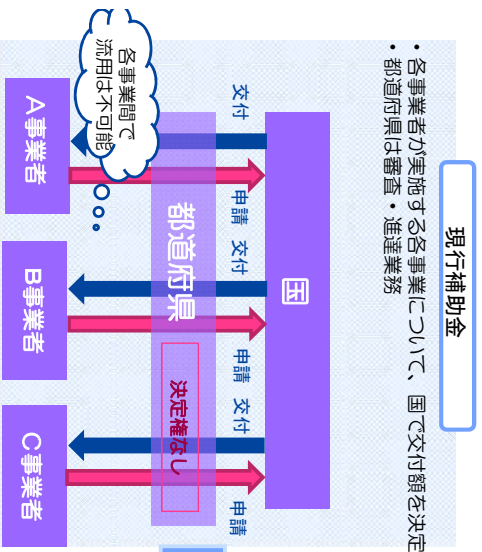 現行補助金
・各事業者が実施する各事業について、国で交付額を決定
・都道府県は審査・進達業務
国
交付
申請
交付
申請
交付
申請
都道府県
決定権なし
各事業間で
流用は不可能
A事業者
B事業者
C事業者